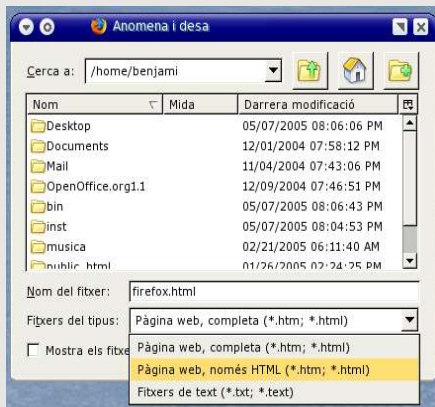 Anomena i desa
Cerca a: /home/benjami
Nom Mida Darrera modificació
Desktop 05/07/2005 08:06:06 PM
Documents 12/01/2004 07:58:12 PM
Mail 11/04/2004 07:43:06 PM
OpenOffice.org1.1 12/09/2004 07:46:51 PM
bin 05/07/2005 08:06:43 PM
inst 05/07/2005 08:04:53 PM
musica 02/21/2005 06:11:40 AM
public_html 01/26/2005 02:24:25 PM
Nom del fitxer: firefox.html
Fitxers del tipus: Pàgina web, completa (*.htm; *.html)
Mostra els fitxe
Pàgina web, completa (*.htm; *.html)
Pàgina web, només HTML (*.htm; *.html)
Fitxers de text (*.txt; *.text)